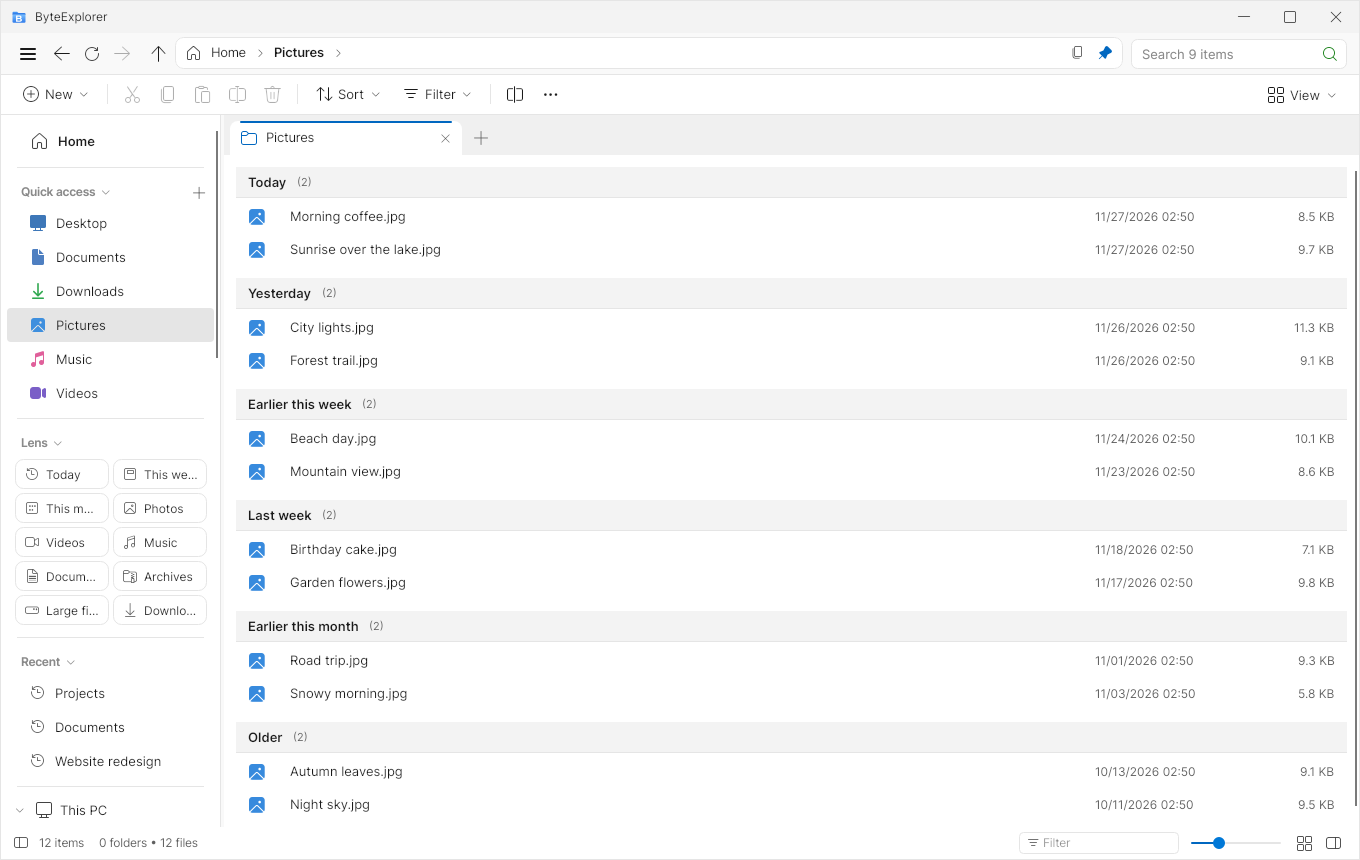 ByteExplorer
Home
Pictures
Search 9 items
New
Sort
Filter
View
Home
Quick access
Desktop
Documents
Downloads
Pictures
Music
Videos
Lens
Today
This we...
This m...
Photos
Videos
Music
Docum...
Archives
Large fi...
Downlo...
Recent
Projects
Documents
Website redesign
This PC
Pictures
Today (2)
Morning coffee.jpg 11/27/2026 02:50 8.5 KB
Sunrise over the lake.jpg 11/27/2026 02:50 9.7 KB
Yesterday (2)
City lights.jpg 11/26/2026 02:50 11.3 KB
Forest trail.jpg 11/26/2026 02:50 9.1 KB
Earlier this week (2)
Beach day.jpg 11/24/2026 02:50 10.1 KB
Mountain view.jpg 11/23/2026 02:50 8.6 KB
Last week (2)
Birthday cake.jpg 11/18/2026 02:50 7.1 KB
Garden flowers.jpg 11/17/2026 02:50 9.8 KB
Earlier this month (2)
Road trip.jpg 11/01/2026 02:50 9.3 KB
Snowy morning.jpg 11/03/2026 02:50 5.8 KB
Older (2)
Autumn leaves.jpg 10/13/2026 02:50 9.1 KB
Night sky.jpg 10/11/2026 02:50 9.5 KB
12 items 0 folders • 12 files
Filter